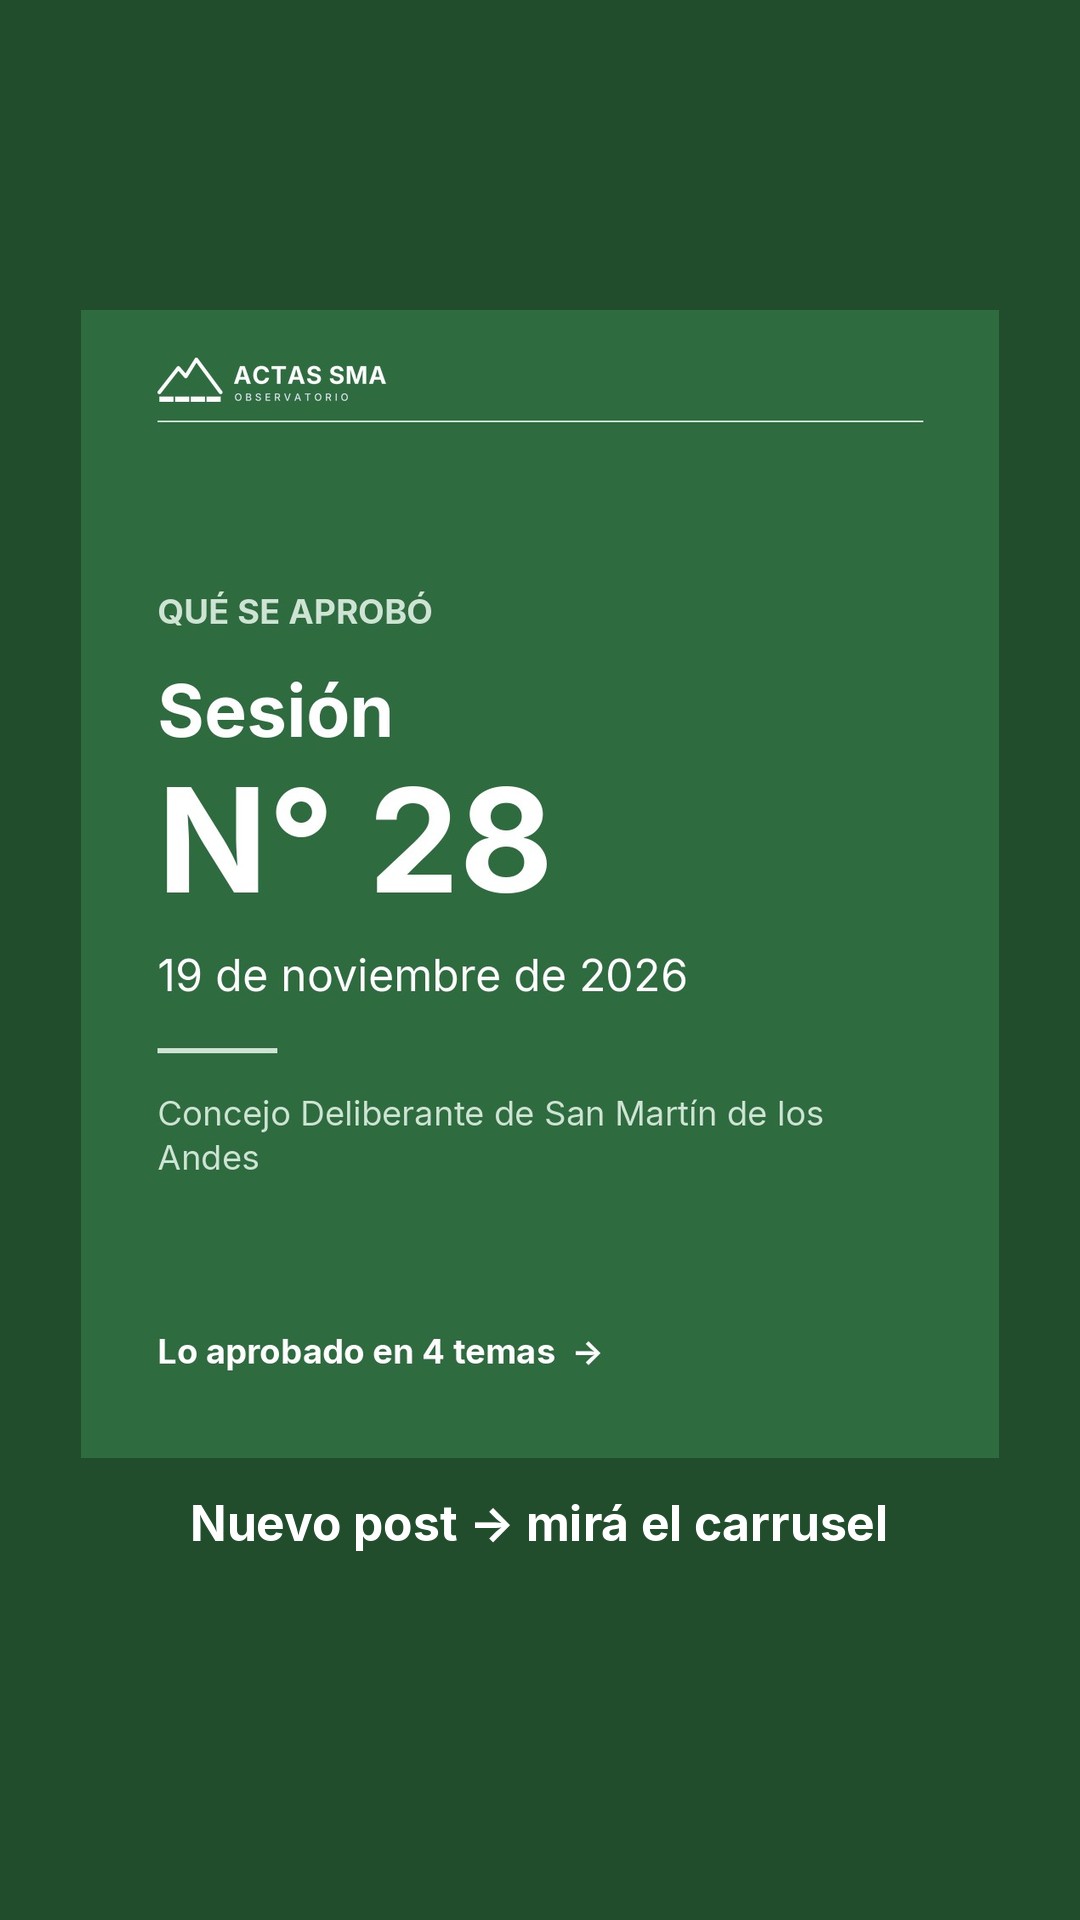 ACTAS SMA
OBSERVATORIO
QUÉ SE APROBÓ
Sesión
N° 28
19 de noviembre de 2026
Concejo Deliberante de San Martín de los
Andes
Lo aprobado en 4 temas →
Nuevo post → mirá el carrusel